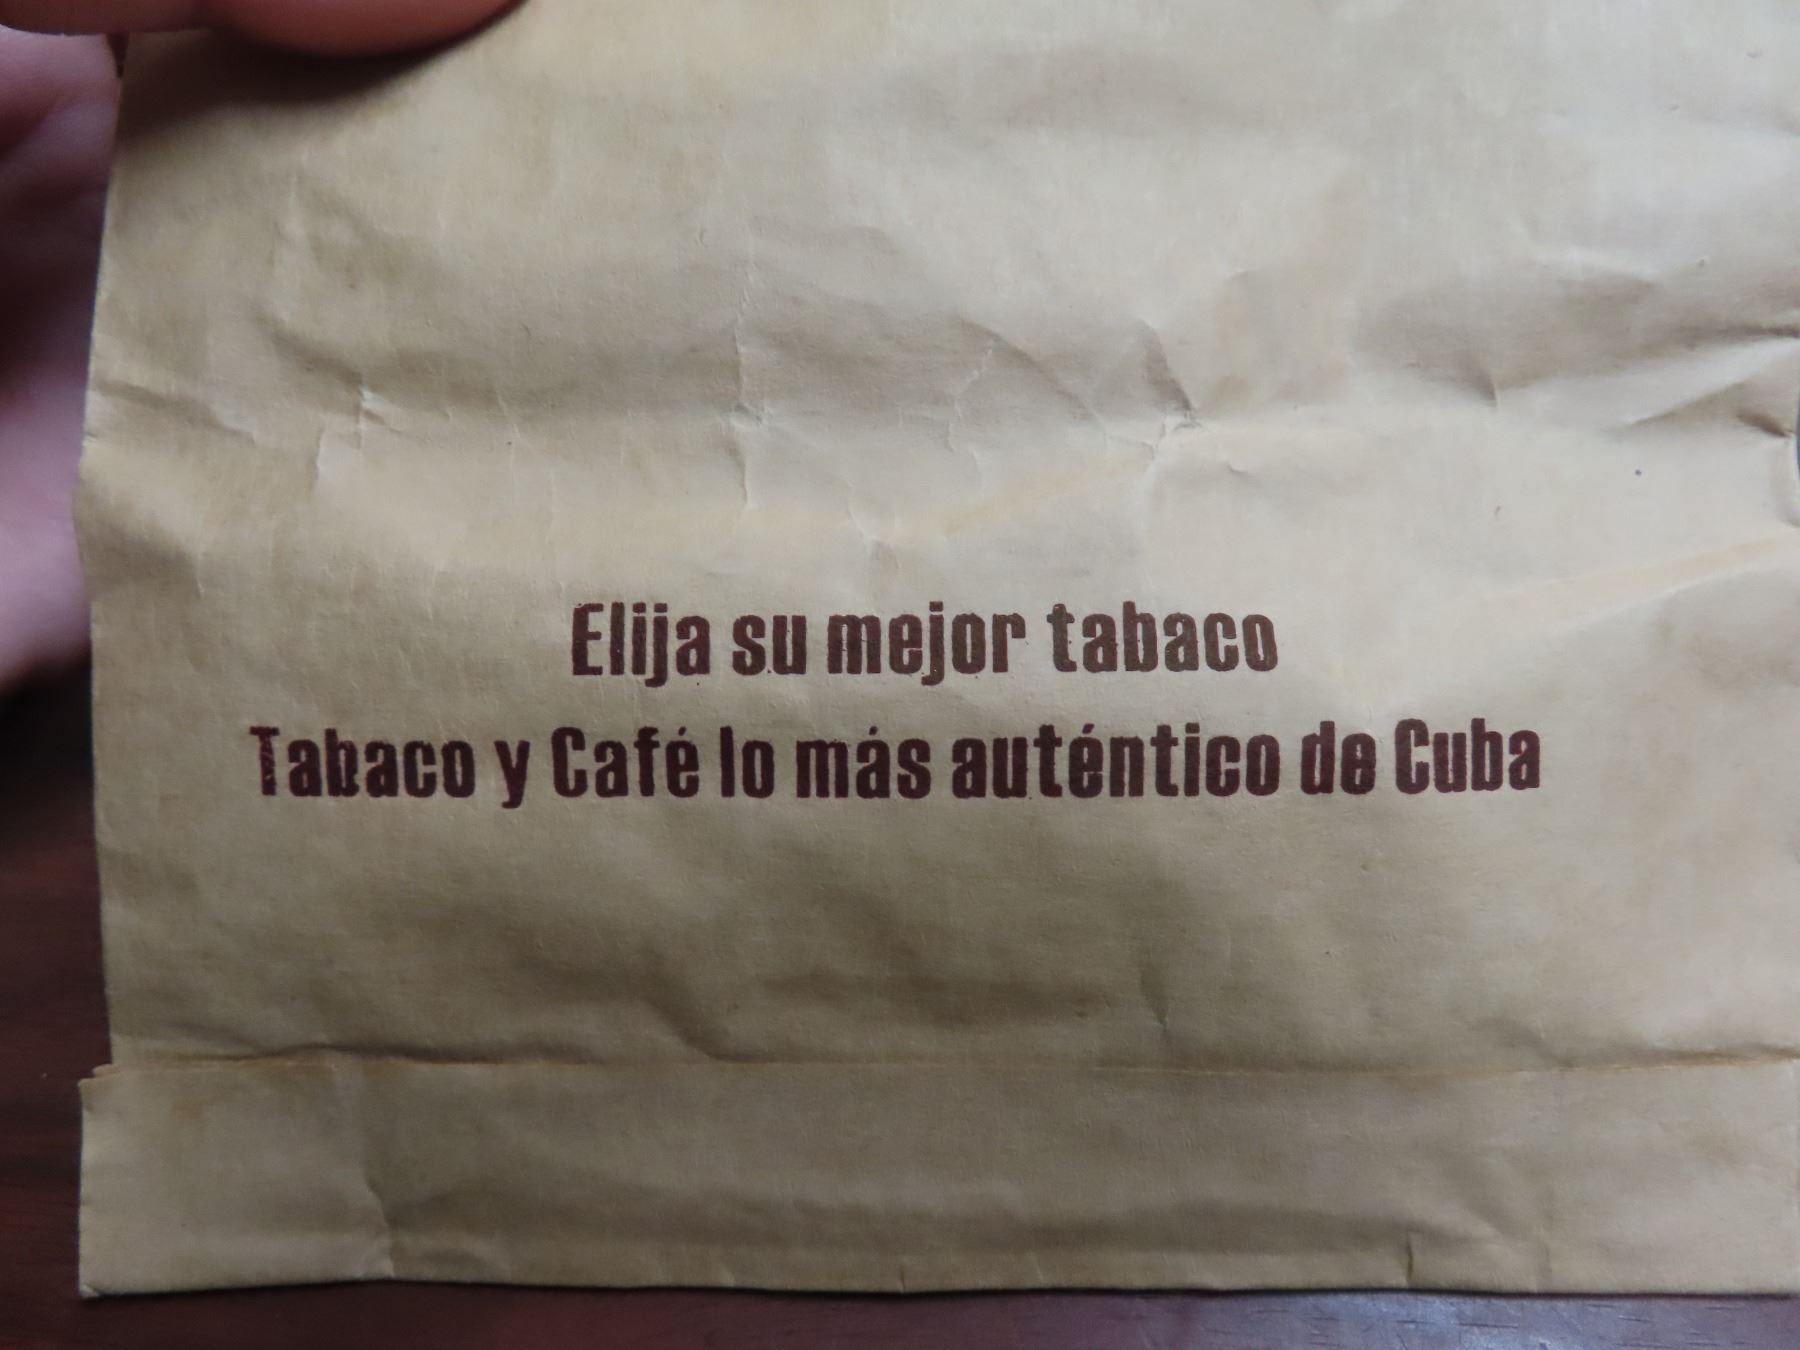 Elija su mejor tabaco
Tabaco y Café lo más auténtico de Cuba